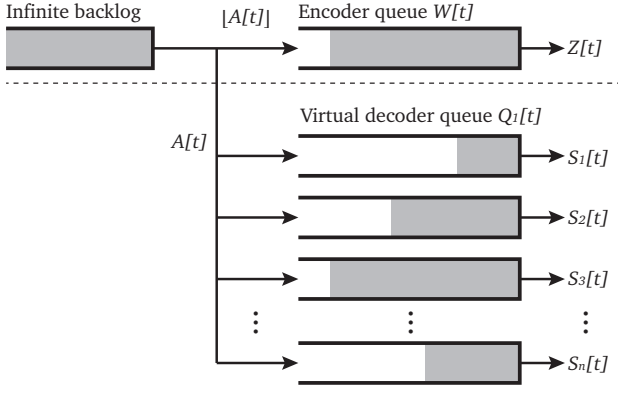 Infinite backlog
⌊A[t]⌋
Encoder queue W[t]
Z[t]
Virtual decoder queue Q1[t]
A[t]
S1[t]
S2[t]
S3[t]
Sn[t]